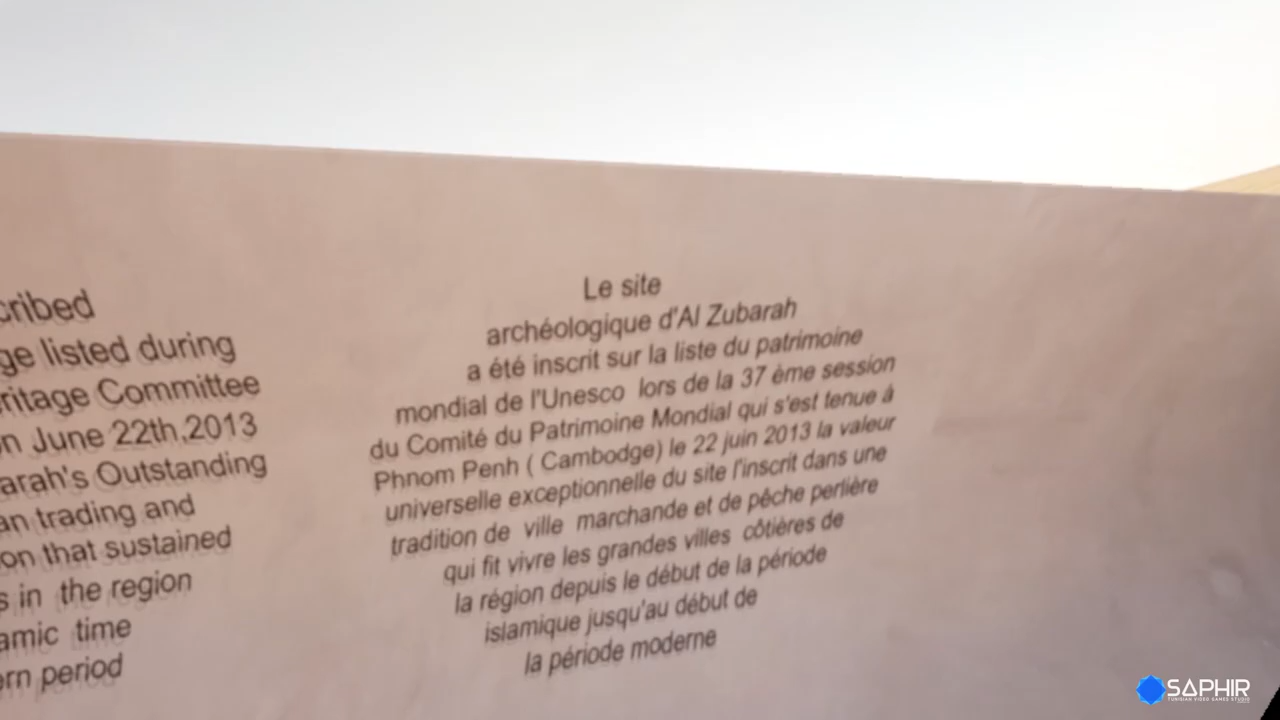 cribed
ge listed during
ritage Committee
n June 22th,2013
arah's Outstanding
an trading and
on that sustained
s in the region
amic time
ern period
Le site
archéologique d'Al Zubarah
a été inscrit sur la liste du patrimoine
mondial de l'Unesco lors de la 37 ème session
du Comité du Patrimoine Mondial qui s'est tenue à
Phnom Penh ( Cambodge) le 22 juin 2013 la valeur
universelle exceptionnelle du site l'inscrit dans une
tradition de ville marchande et de pêche perlière
qui fit vivre les grandes villes côtières de
la région depuis le début de la période
islamique jusqu'au début de
la période moderne
SAPHIR
TUNISIAN VIDEO GAMES STUDIO